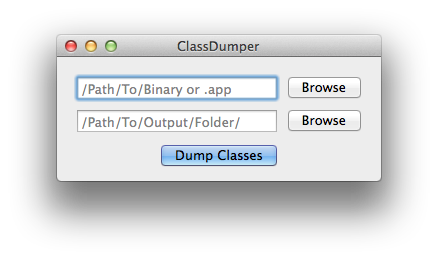 ClassDumper
/Path/To/Binary or .app Browse
/Path/To/Output/Folder/ Browse
Dump Classes